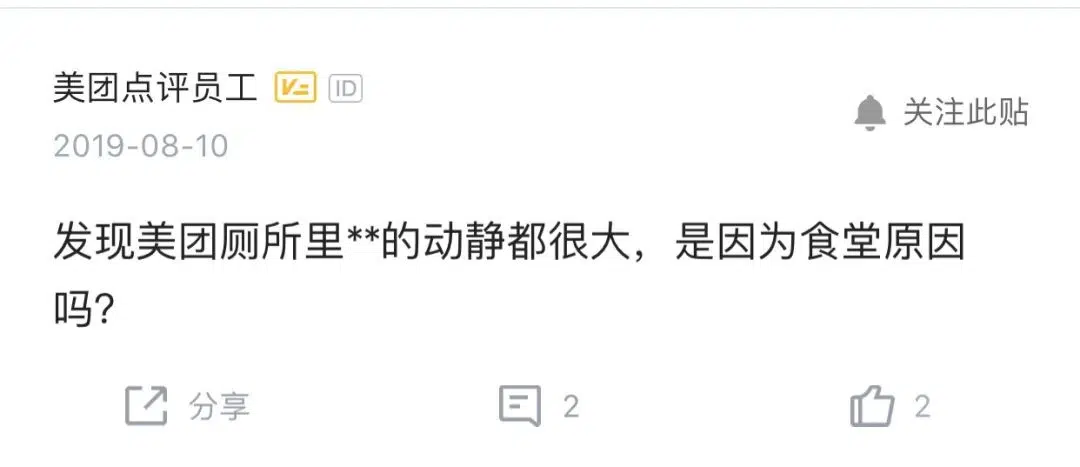 美团点评员工 V ID
关注此贴
2019-08-10
发现美团厕所里**的动静都很大，是因为食堂原因
吗？
分享 2 2